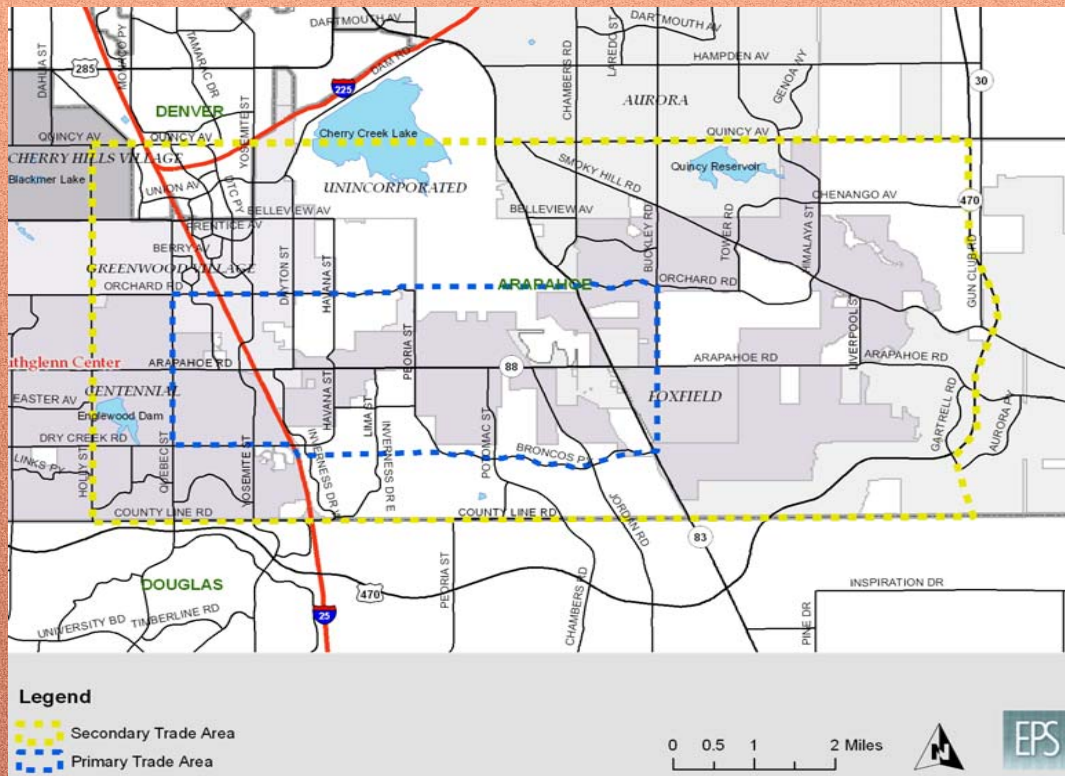 DARTMOUTH AV
DARTMOUTH AV
DAHLIA ST
MONACO PY
TAMARAC DR
285
225
DAM RD
CHAMBERS RD
LAREDO ST
HAMPDEN AV
GENOA WY
30
AURORA
DENVER
YOSEMITE ST
Cherry Creek Lake
QUINCY AV
QUINCY AV
QUINCY AV
CHERRY HILLS VILLAGE
Blackmer Lake
UNION AV
DTC PY
UNINCORPORATED
SMOKY HILL RD
Quincy Reservoir
CHENANGO AV
470
BELLEVIEW AV
BELLEVIEW AV
PRENTICE AV
BUCKLEY RD
TOWER RD
HIMALAYA ST
GUN CLUB RD
BERRY AV
GREENWOOD VILLAGE
DAYTON ST
HAVANA ST
ORCHARD RD
ARAPAHOE
ORCHARD RD
PEORIA ST
LIVERPOOL ST
thglenn Center
ARAPAHOE RD
88
ARAPAHOE RD
ARAPAHOE RD
CENTENNIAL
EASTER AV
Englewood Dam
HAVANA ST
LIMA ST
FOXFIELD
GARTRELL RD
AURORA PY
DRY CREEK RD
LINKS PY
HOLLY ST
QUEBEC ST
YOSEMITE ST
INVERNESS DR W
INVERNESS DR E
POTOMAC ST
BRONCOS PY
JORDAN RD
COUNTY LINE RD
COUNTY LINE RD
83
DOUGLAS
470
PEORIA ST
CHAMBERS RD
INSPIRATION DR
PINE DR
UNIVERSITY BD
TIMBERLINE RD
25
Legend
Secondary Trade Area
Primary Trade Area
0 0.5 1 2 Miles
N
EPS